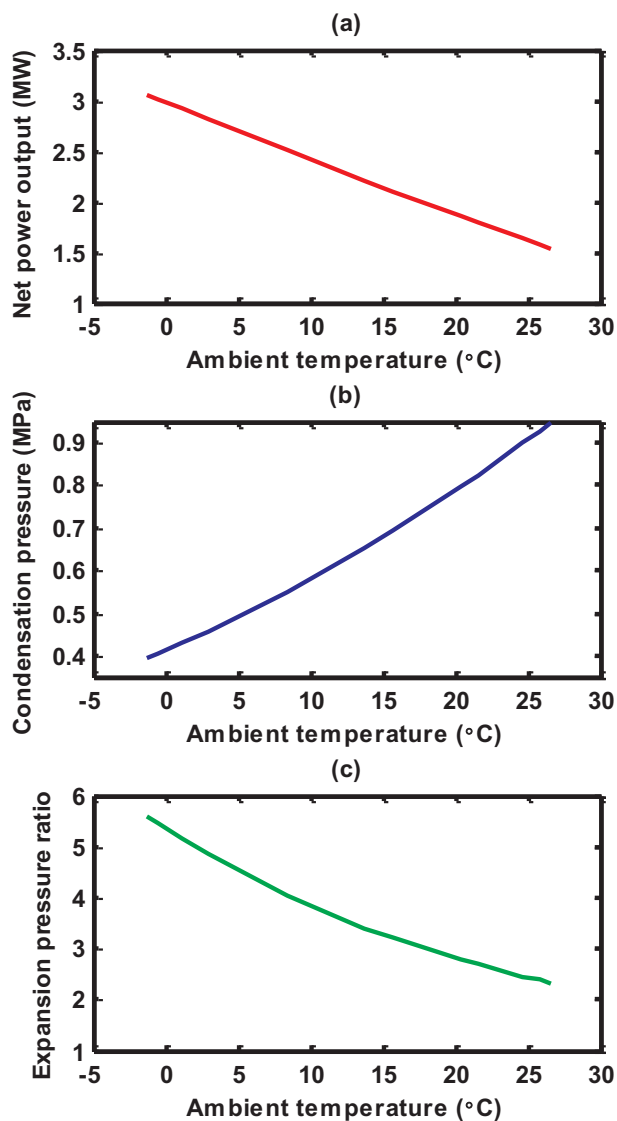 (a)
Net power output (MW)
3.5
3
2.5
2
1.5
1
-5 0 5 10 15 20 25 30
Ambient temperature (°C)
(b)
Condensation pressure (MPa)
0.9
0.8
0.7
0.6
0.5
0.4
-5 0 5 10 15 20 25 30
Ambient temperature (°C)
(c)
Expansion pressure ratio
6
5
4
3
2
1
-5 0 5 10 15 20 25 30
Ambient temperature (°C)